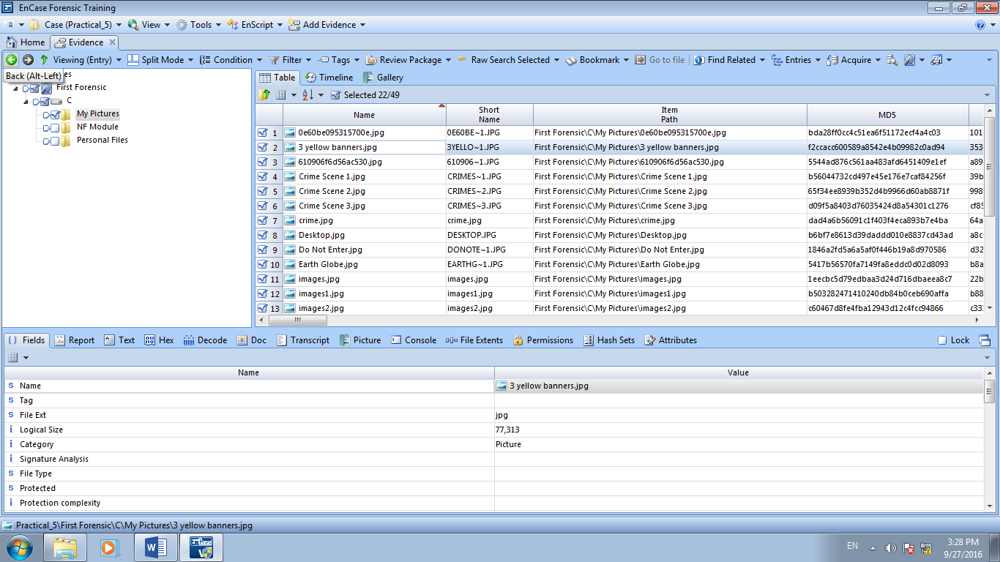 EnCase Forensic Training
Case (Practical_5) View Tools EnScript Add Evidence
Home Evidence
Viewing (Entry) Split Mode Condition Filter Tags Review Package Raw Search Selected Bookmark Go to file Find Related Entries Acquire
Back (Alt-Left)
es
First Forensic
C
My Pictures
NF Module
Personal Files
Table Timeline Gallery
Selected 22/49
Name Short Name Item Path MD5
1 0e60be095315700e.jpg 0E60BE~1.JPG First Forensic\C\My Pictures\0e60be095315700e.jpg bda28ff0cc4c51ea6f51172ecf4a4c03 101
2 3 yellow banners.jpg 3YELLO~1.JPG First Forensic\C\My Pictures\3 yellow banners.jpg f2ccacc600589a8542e4b09982c0ad94 353
3 610906f6d56ac530.jpg 610906~1.JPG First Forensic\C\My Pictures\610906f6d56ac530.jpg 5544ad876c561aa483afd6451409e1ef a89
4 Crime Scene 1.jpg CRIMES~1.JPG First Forensic\C\My Pictures\Crime Scene 1.jpg b56044732cd497e45e176e7caf84256f 39b
5 Crime Scene 2.jpg CRIMES~2.JPG First Forensic\C\My Pictures\Crime Scene 2.jpg 65f34ee8939b352d4b9966d60ab8871f 998
6 Crime Scene 3.jpg CRIMES~3.JPG First Forensic\C\My Pictures\Crime Scene 3.jpg d09f5a8403d76035424d8a54301c1276 cf85
7 crime.jpg crime.jpg First Forensic\C\My Pictures\crime.jpg dad4a6b56091c1f403f4eca893b7e4ba 64a
8 Desktop.jpg DESKTOP.JPG First Forensic\C\My Pictures\Desktop.jpg b6bf7e8613d39daddd010e8837cd43ad a8c
9 Do Not Enter.jpg DONOTE~1.JPG First Forensic\C\My Pictures\Do Not Enter.jpg 1846a2fd5a6a5af0f446b19a8d970586 d32
10 Earth Globe.jpg EARTHG~1.JPG First Forensic\C\My Pictures\Earth Globe.jpg 5417b56570fa7149fa8eddc0d02d8093 b8a
11 images.jpg images.jpg First Forensic\C\My Pictures\images.jpg 1eecbc5d79edbaa3d24d716dbaeea8c7 22b
12 images1.jpg images1.jpg First Forensic\C\My Pictures\images1.jpg b503282471410240db84b0ceb690affa b88
13 images2.jpg images2.jpg First Forensic\C\My Pictures\images2.jpg c60467d8fe4fba12943d12c4fcc94866 c33
Fields Report Text Hex Decode Doc Transcript Picture Console File Extents Permissions Hash Sets Attributes Lock
Name Value
S Name 3 yellow banners.jpg
S Tag
S File Ext jpg
i Logical Size 77,313
i Category Picture
i Signature Analysis
S File Type
S Protected
i Protection complexity
Practical_5\First Forensic\C\My Pictures\3 yellow banners.jpg
EN 3:28 PM
9/27/2016